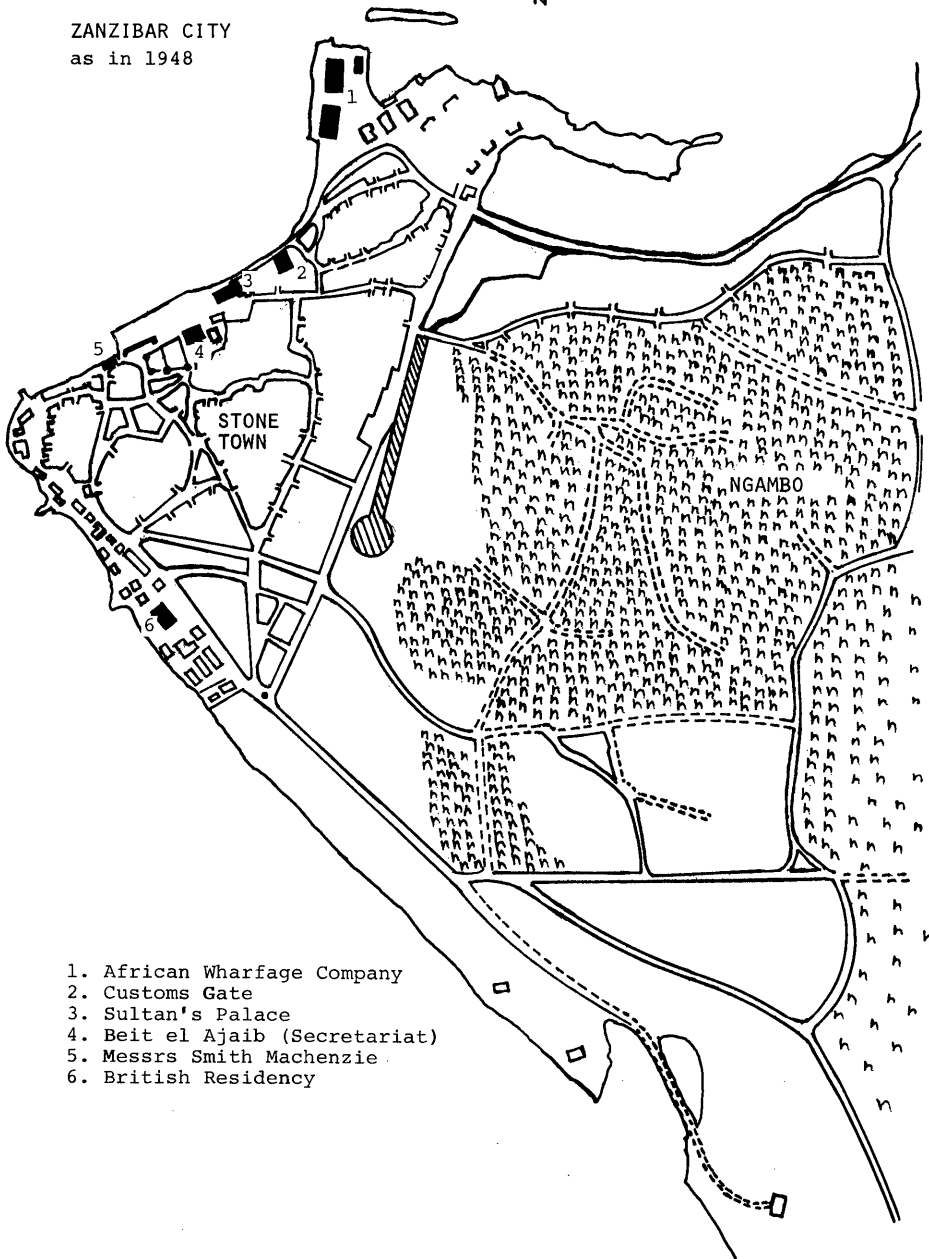 ZANZIBAR CITY
as in 1948
1
2
3
4
5
6
STONE
TOWN
NGAMBO
1. African Wharfage Company
2. Customs Gate
3. Sultan's Palace
4. Beit el Ajaib (Secretariat)
5. Messrs Smith Machenzie
6. British Residency